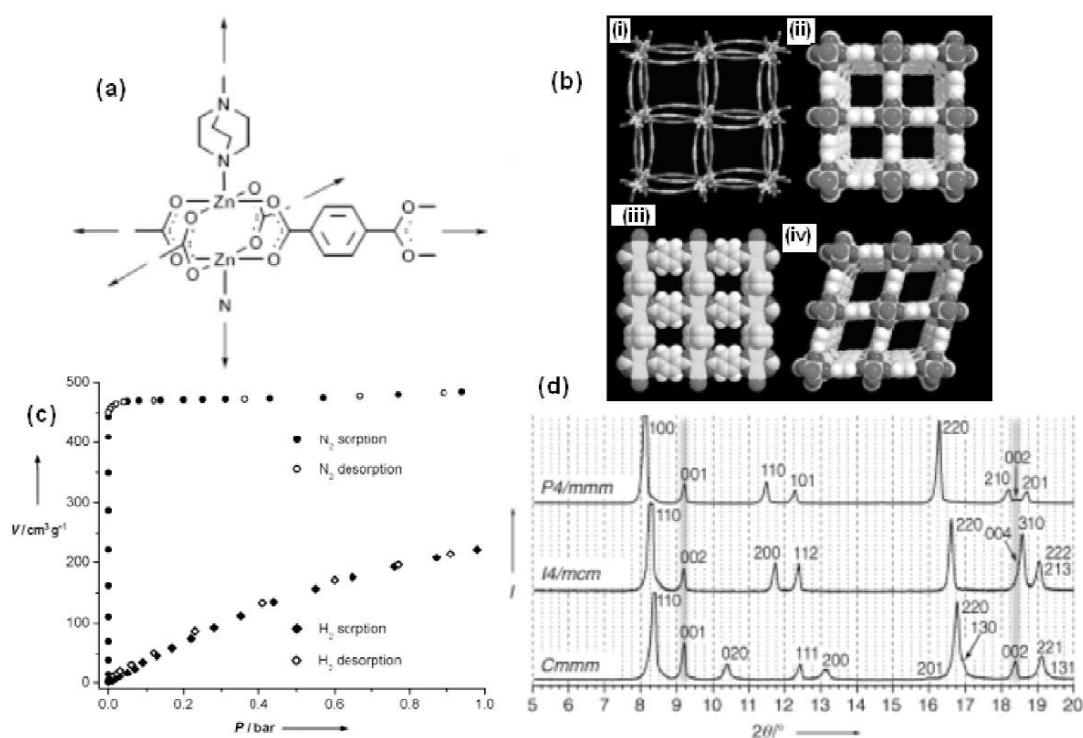 (a)
N
N
Zn
O
O
O
O
O
O
O
O
O
O
Zn
N
(b)
(i)
(ii)
(iii)
(iv)
(c)
500
400
300
200
100
0
V / cm³ g⁻¹
N₂ sorption
N₂ desorption
H₂ sorption
H₂ desorption
0.0 0.2 0.4 0.6 0.8 1.0
P / bar
(d)
100
001
110
101
220
210
002
201
P4/mmm
110
002
200
112
220
004
310
222
213
I4/mcm
110
001
020
111
200
201
220
130
002
221
131
Cmmm
I
5 6 7 8 9 10 11 12 13 14 15 16 17 18 19 20
2θ/°